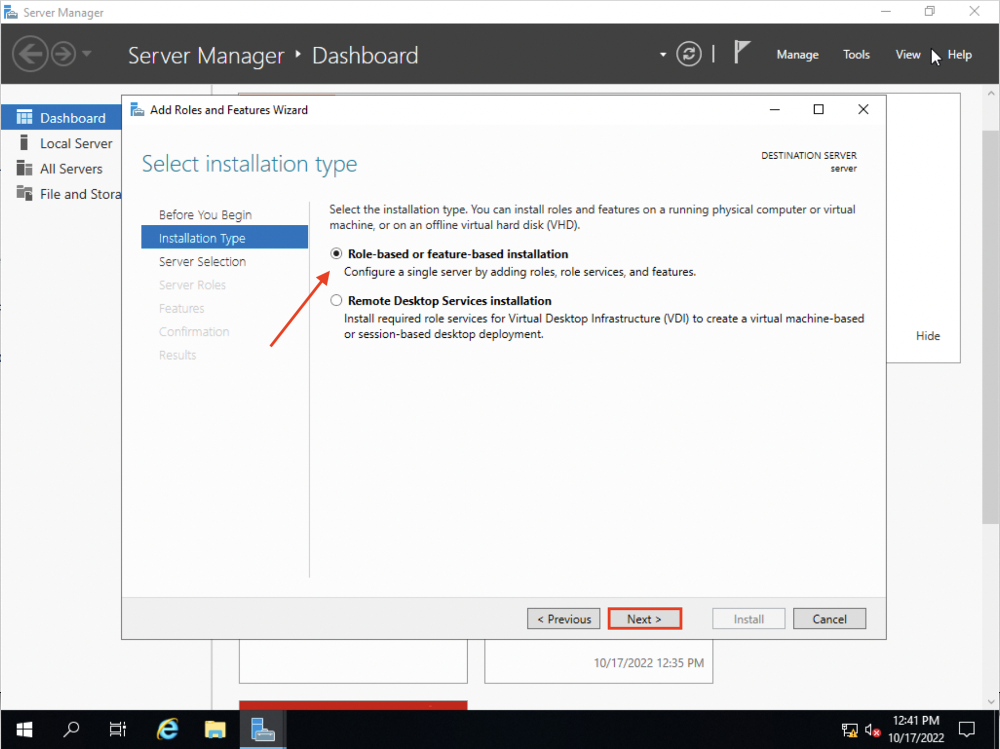 Server Manager
Server Manager ‣ Dashboard
Manage
Tools
View
Help
Dashboard
Local Server
All Servers
File and Stora
Add Roles and Features Wizard
Select installation type
DESTINATION SERVER
server
Before You Begin
Installation Type
Server Selection
Server Roles
Features
Confirmation
Results
Select the installation type. You can install roles and features on a running physical computer or virtual
machine, or on an offline virtual hard disk (VHD).
Role-based or feature-based installation
Configure a single server by adding roles, role services, and features.
Remote Desktop Services installation
Install required role services for Virtual Desktop Infrastructure (VDI) to create a virtual machine-based
or session-based desktop deployment.
Hide
< Previous
Next >
Install
Cancel
10/17/2022 12:35 PM
12:41 PM
10/17/2022